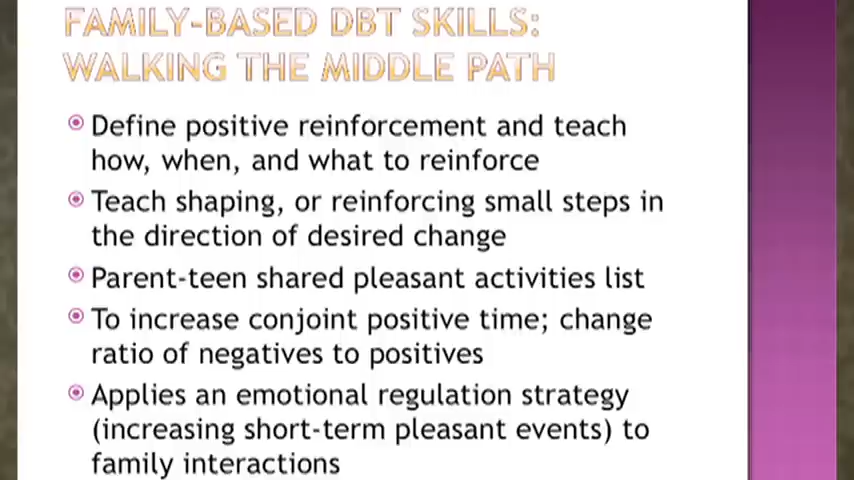 FAMILY-BASED DBT SKILLS:
WALKING THE MIDDLE PATH
Define positive reinforcement and teach
how, when, and what to reinforce
Teach shaping, or reinforcing small steps in
the direction of desired change
Parent-teen shared pleasant activities list
To increase conjoint positive time; change
ratio of negatives to positives
Applies an emotional regulation strategy
(increasing short-term pleasant events) to
family interactions